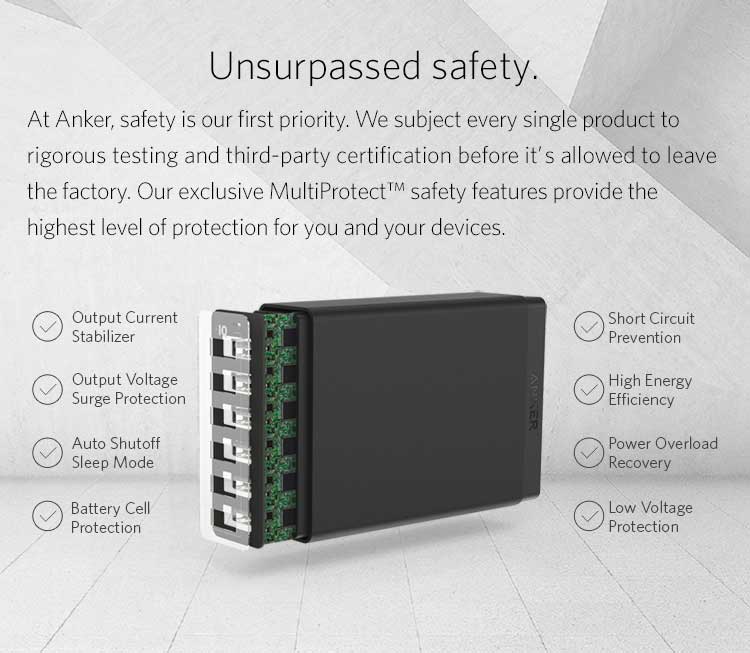 Unsurpassed safety.
At Anker, safety is our first priority. We subject every single product to
rigorous testing and third-party certification before it's allowed to leave
the factory. Our exclusive MultiProtect™ safety features provide the
highest level of protection for you and your devices.
Output Current
Stabilizer
Output Voltage
Surge Protection
Auto Shutoff
Sleep Mode
Battery Cell
Protection
IQ
ANKER
Short Circuit
Prevention
High Energy
Efficiency
Power Overload
Recovery
Low Voltage
Protection